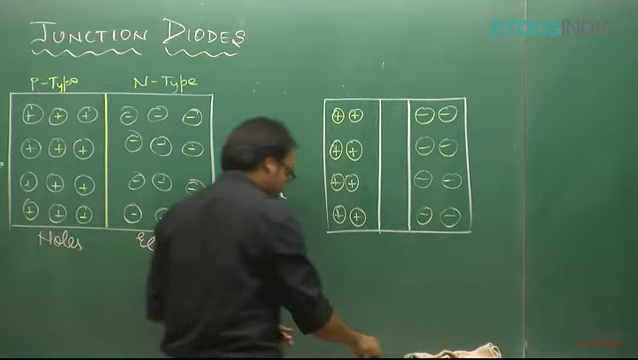 JUNCTION DIODES
ETOOSINDIA
P-Type N-Type
+ + + - - -
+ + - -
+ + + - - -
+ + - -
+ + + - - -
+ + - -
+ + + -
+ + - -
Holes